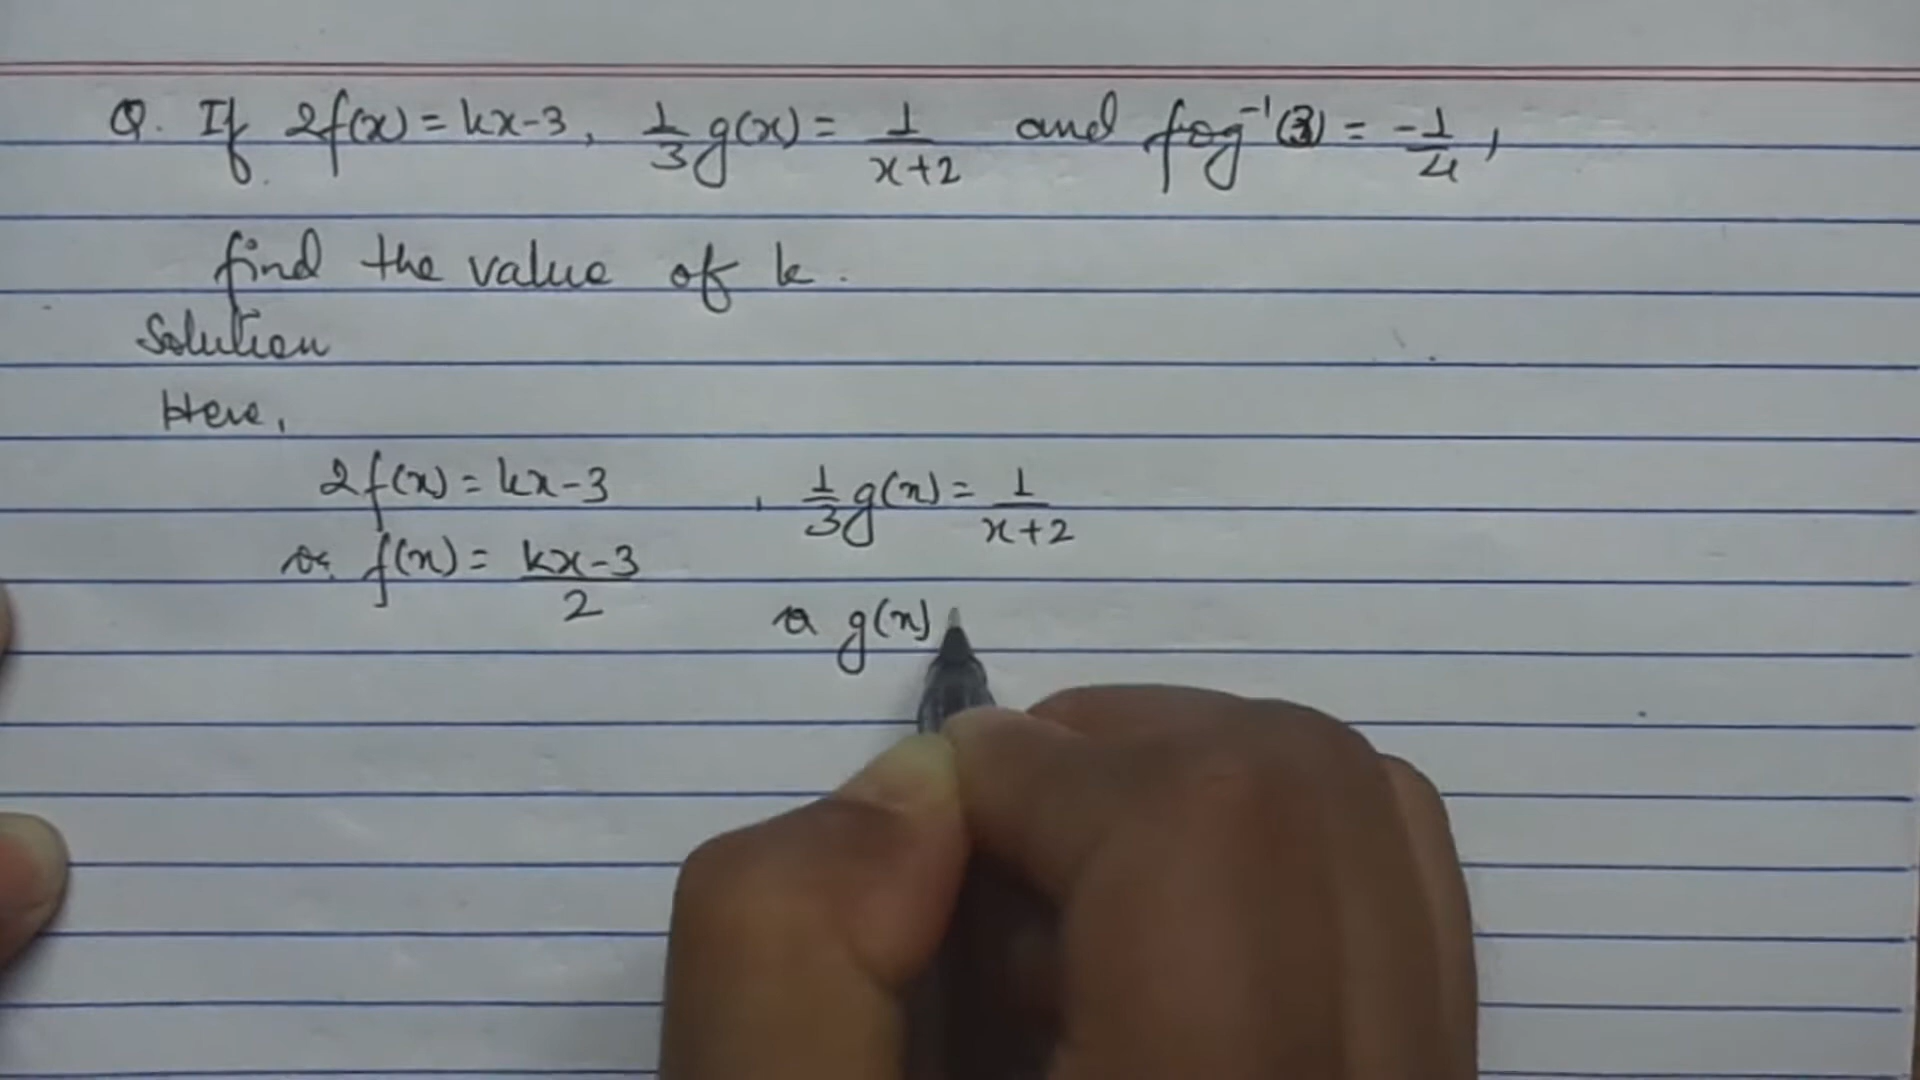 Q. If 2f(x) = kx-3, 1/3 g(x) = 1/x+2 and fog⁻¹(3) = -1/4,
find the value of k.
Solution
Here,
2f(x) = kx-3 , 1/3 g(x) = 1/x+2
or, f(x) = kx-3/2
or g(x)